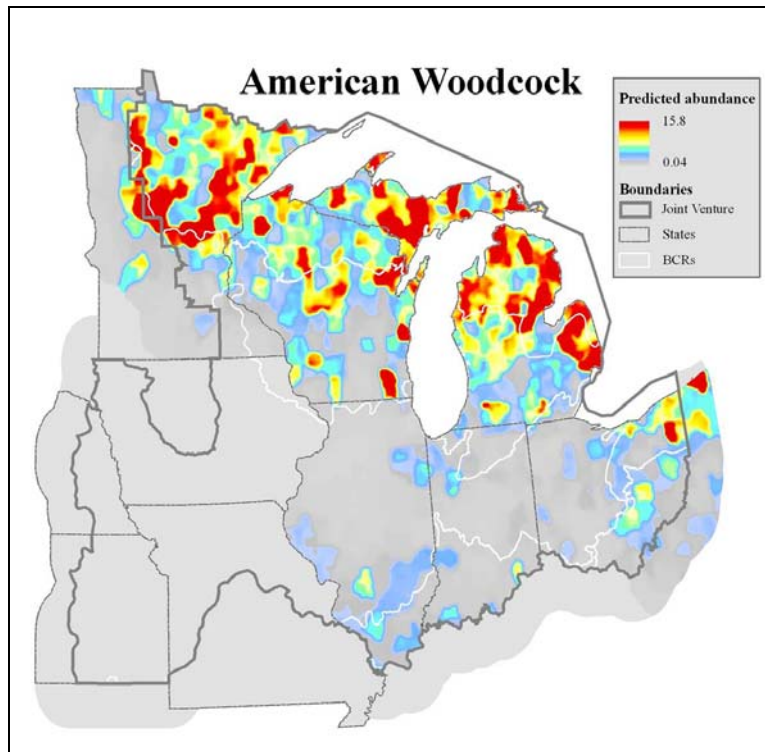 American Woodcock
Predicted abundance
15.8
0.04
Boundaries
Joint Venture
States
BCRs